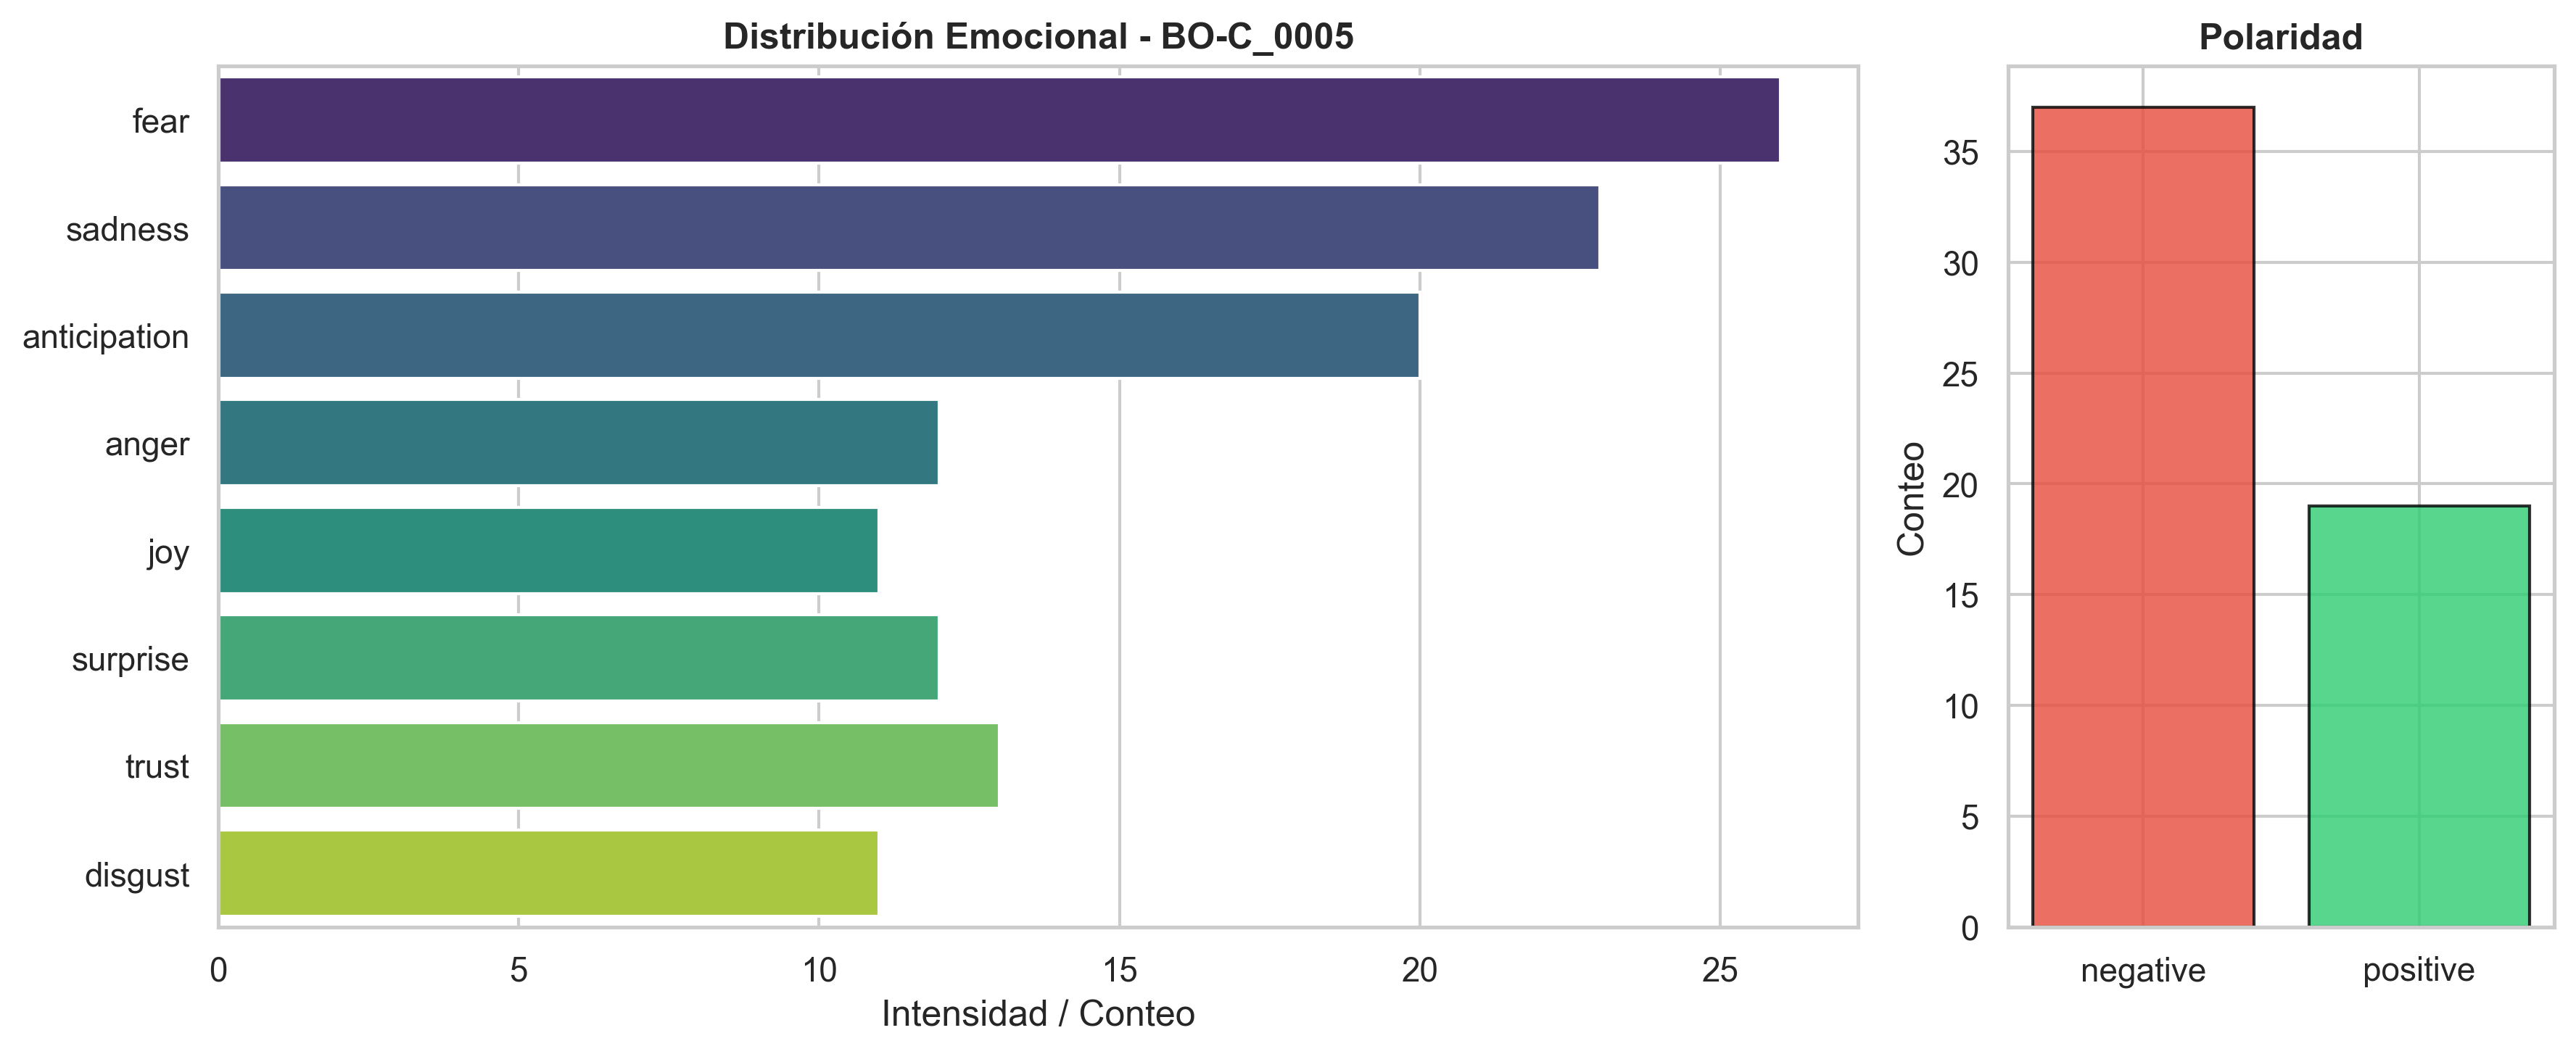 Distribución Emocional - BO-C_0005
fear
sadness
anticipation
anger
joy
surprise
trust
disgust
0 5 10 15 20 25
Intensidad / Conteo
Polaridad
Conteo
35
30
25
20
15
10
5
0
negative positive